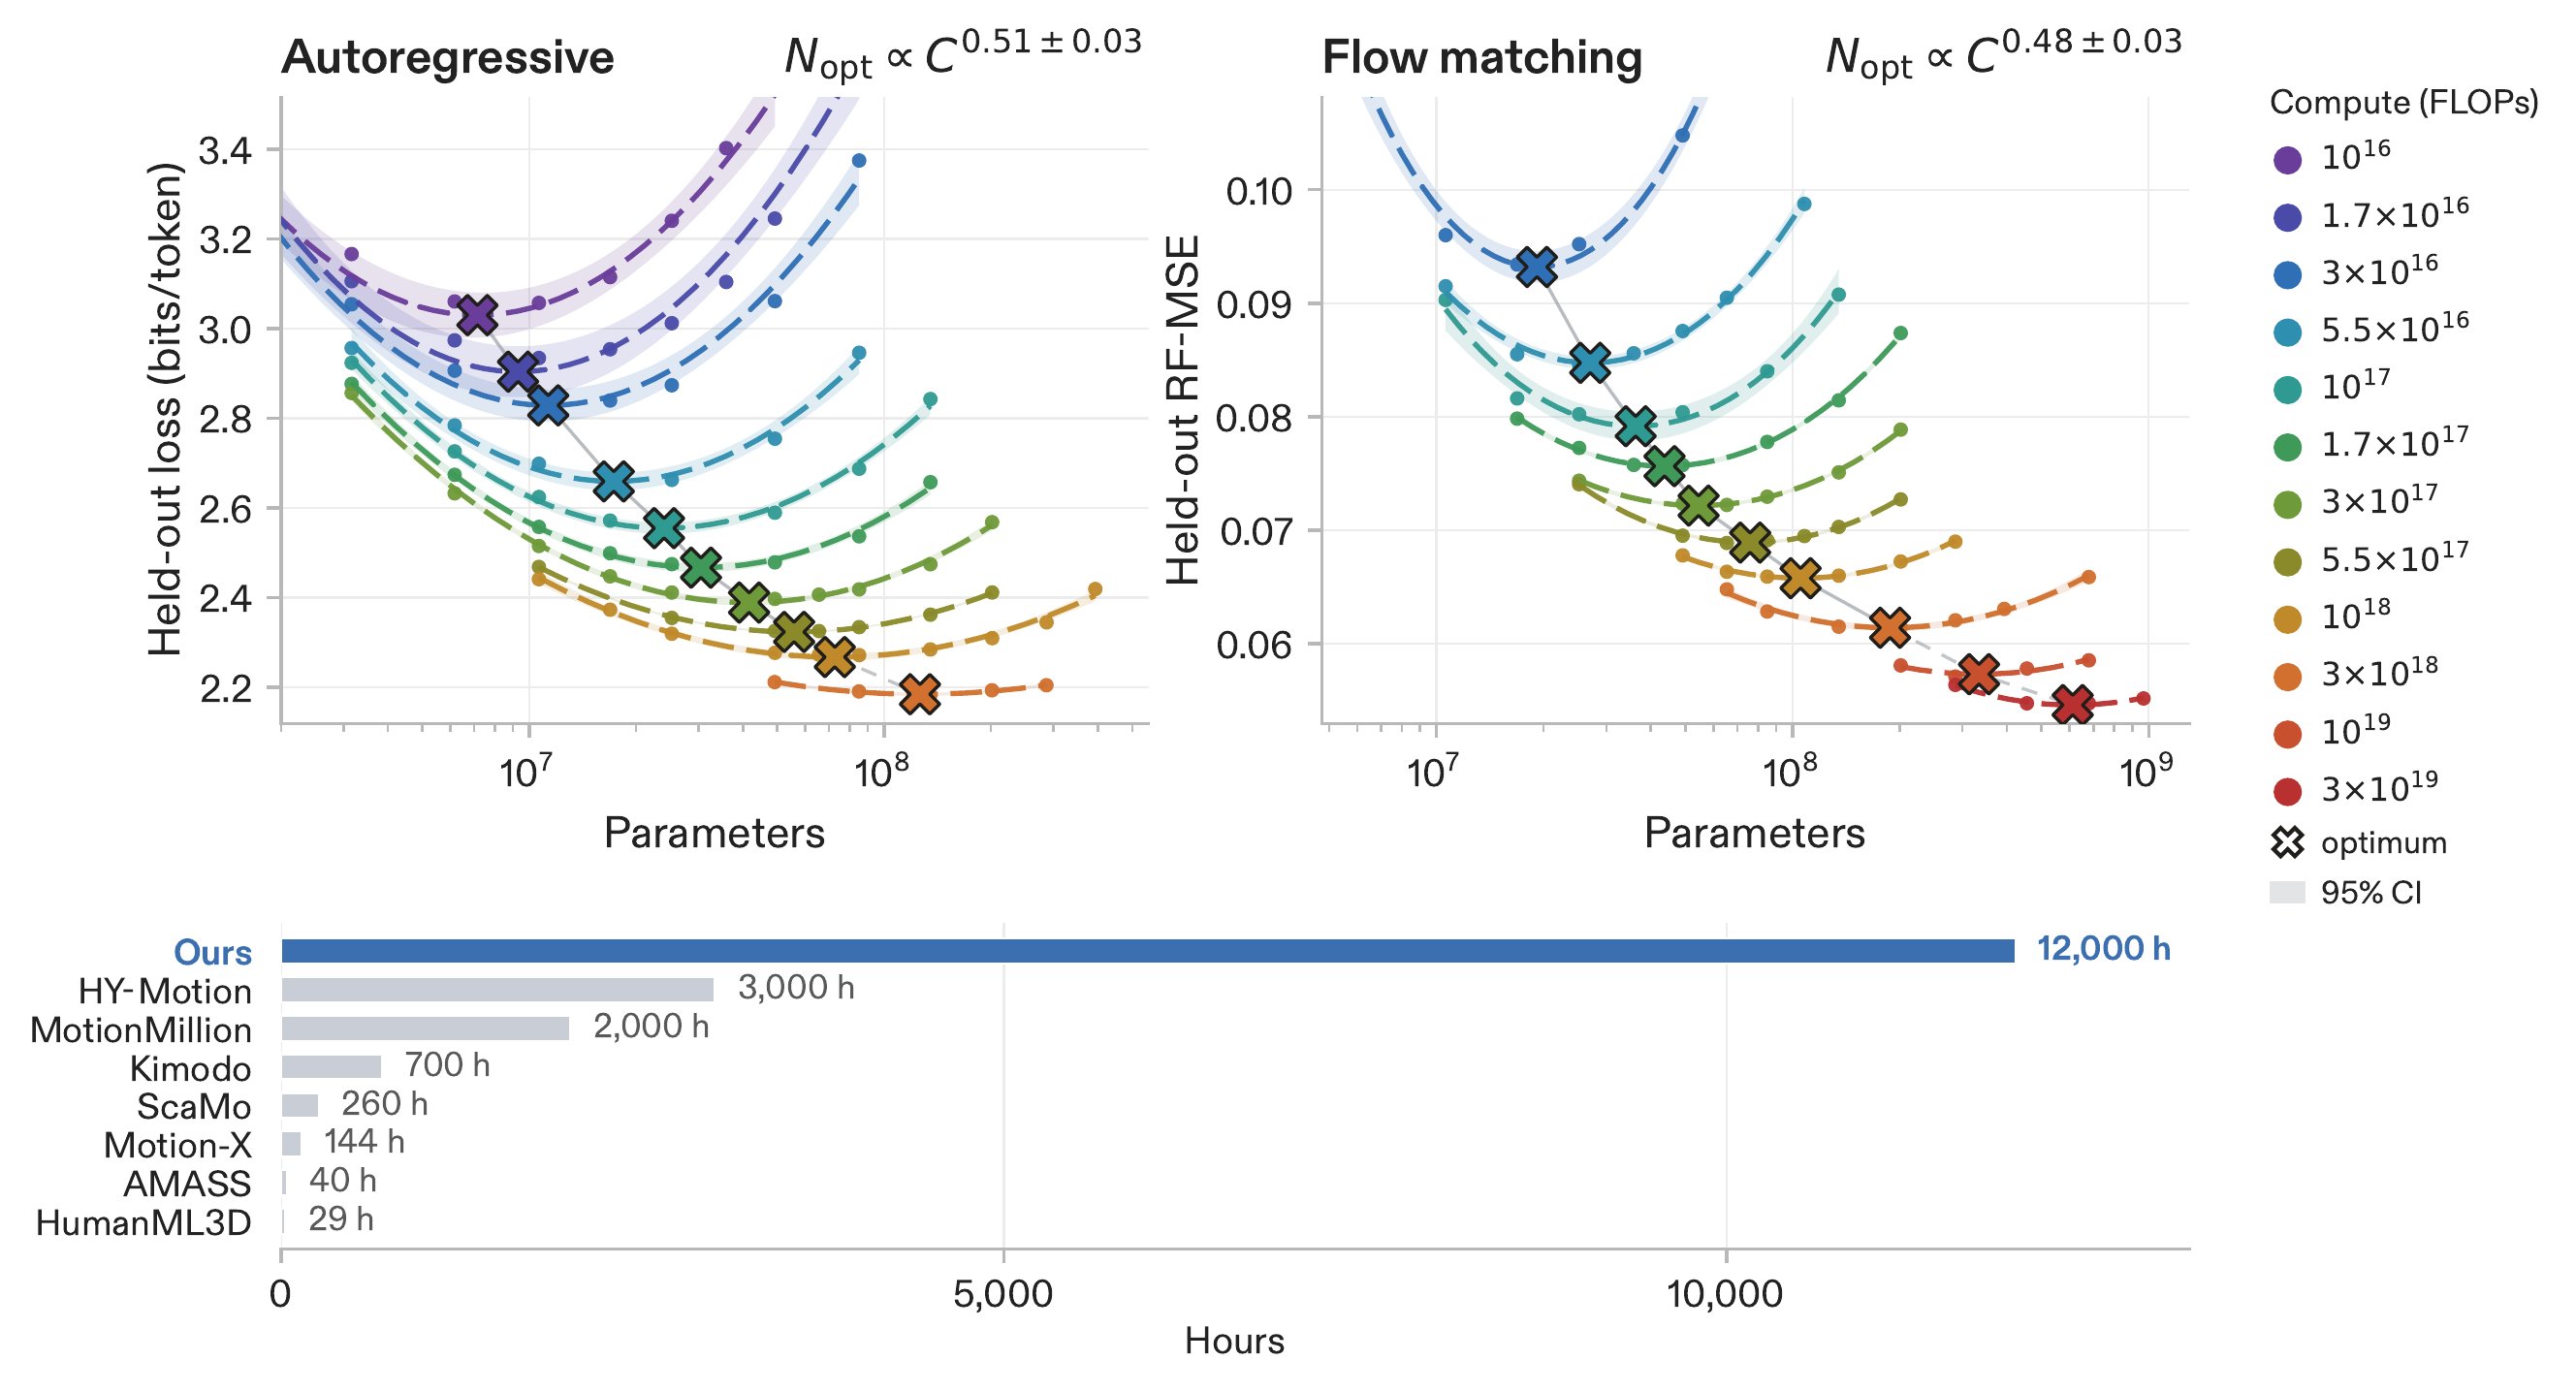 Autoregressive
N_opt ∝ C^0.51 ± 0.03
Held-out loss (bits/token)
3.4
3.2
3.0
2.8
2.6
2.4
2.2
10^7
10^8
Parameters
Flow matching
N_opt ∝ C^0.48 ± 0.03
Held-out RF-MSE
0.10
0.09
0.08
0.07
0.06
10^7
10^8
10^9
Parameters
Compute (FLOPs)
10^16
1.7×10^16
3×10^16
5.5×10^16
10^17
1.7×10^17
3×10^17
5.5×10^17
10^18
3×10^18
10^19
3×10^19
optimum
95% CI
Ours 12,000 h
HY-Motion 3,000 h
MotionMillion 2,000 h
Kimodo 700 h
ScaMo 260 h
Motion-X 144 h
AMASS 40 h
HumanML3D 29 h
0 5,000 10,000
Hours